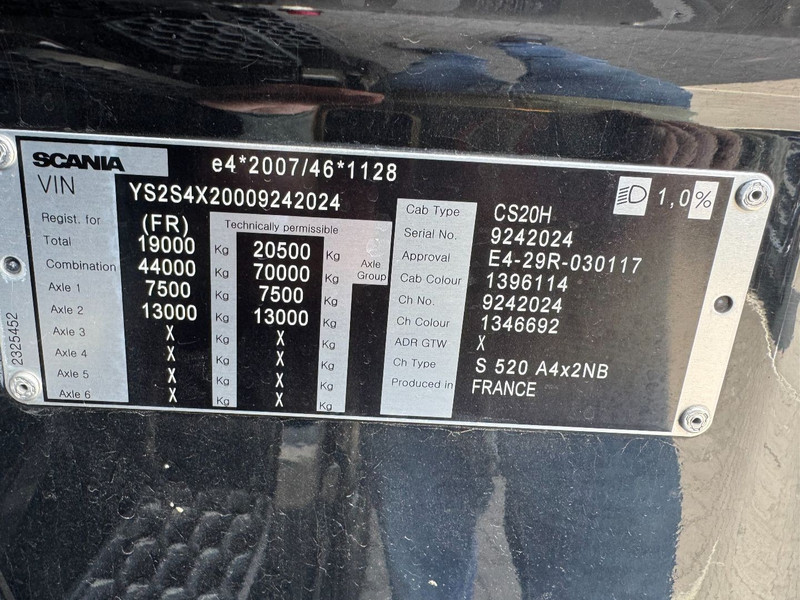 SCANIA e4*2007/46*1128
VIN YS2S4X20009242024
Regist. for (FR) Technically permissible
Total 19000 Kg 20500 Kg
Combination 44000 Kg 70000 Kg Axle Group
Axle 1 7500 Kg 7500 Kg
Axle 2 13000 Kg 13000 Kg
Axle 3 X Kg X Kg
Axle 4 X Kg X Kg
Axle 5 X Kg X Kg
Axle 6 X Kg X Kg
Cab Type CS20H
Serial No. 9242024
Approval E4-29R-030117
Cab Colour 1396114
Ch No. 9242024
Ch Colour 1346692
ADR GTW X
Ch Type S 520 A4x2NB
Produced in FRANCE
1,0%
2325452